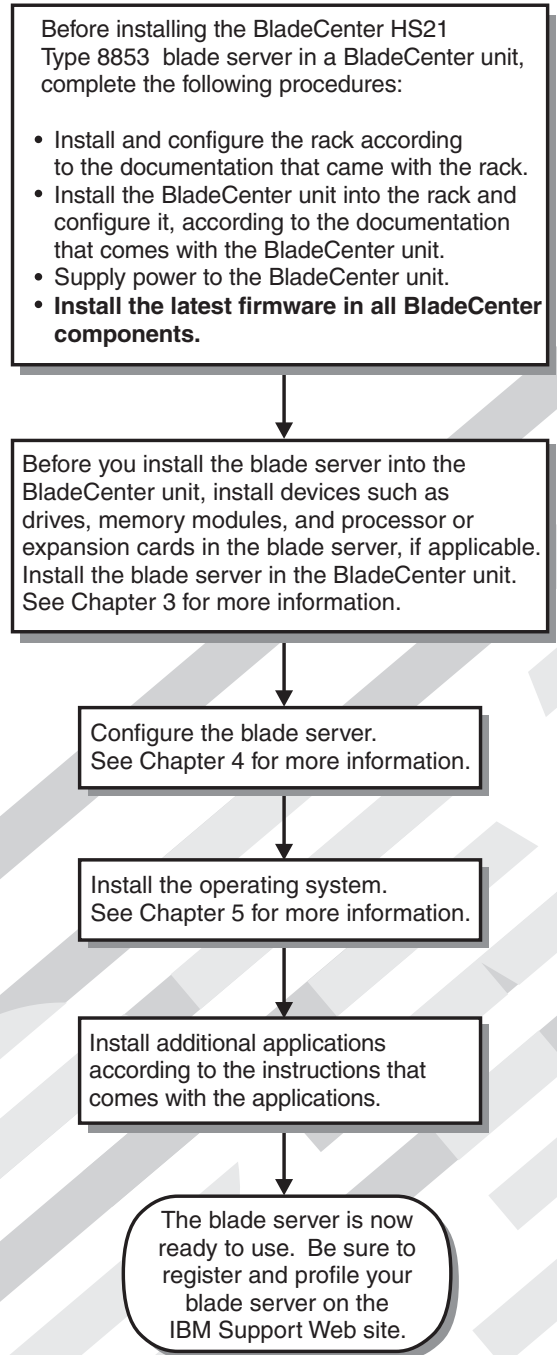 Before installing the BladeCenter HS21
Type 8853 blade server in a BladeCenter unit,
complete the following procedures:
• Install and configure the rack according
to the documentation that came with the rack.
• Install the BladeCenter unit into the rack and
configure it, according to the documentation
that comes with the BladeCenter unit.
• Supply power to the BladeCenter unit.
• Install the latest firmware in all BladeCenter
components.
Before you install the blade server into the
BladeCenter unit, install devices such as
drives, memory modules, and processor or
expansion cards in the blade server, if applicable.
Install the blade server in the BladeCenter unit.
See Chapter 3 for more information.
Configure the blade server.
See Chapter 4 for more information.
Install the operating system.
See Chapter 5 for more information.
Install additional applications
according to the instructions that
comes with the applications.
The blade server is now
ready to use. Be sure to
register and profile your
blade server on the
IBM Support Web site.